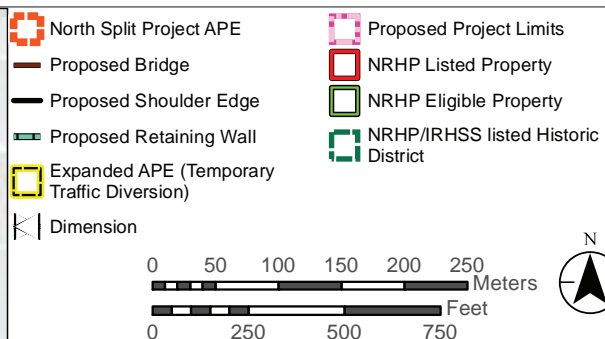 North Split Project APE
Proposed Bridge
Proposed Shoulder Edge
Proposed Retaining Wall
Expanded APE (Temporary
Traffic Diversion)
Dimension
Proposed Project Limits
NRHP Listed Property
NRHP Eligible Property
NRHP/IRHSS listed Historic
District
0 50 100 150 200 250
Meters
Feet
0 250 500 750
N